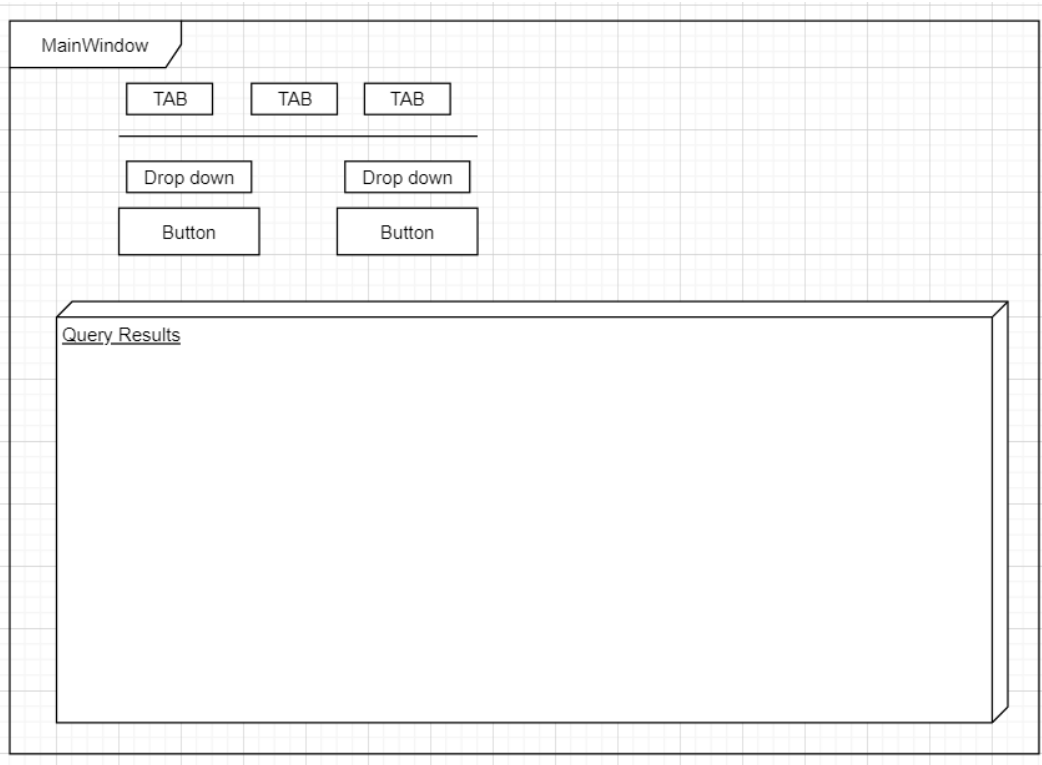 MainWindow
TAB TAB TAB
Drop down Drop down
Button Button
Query Results